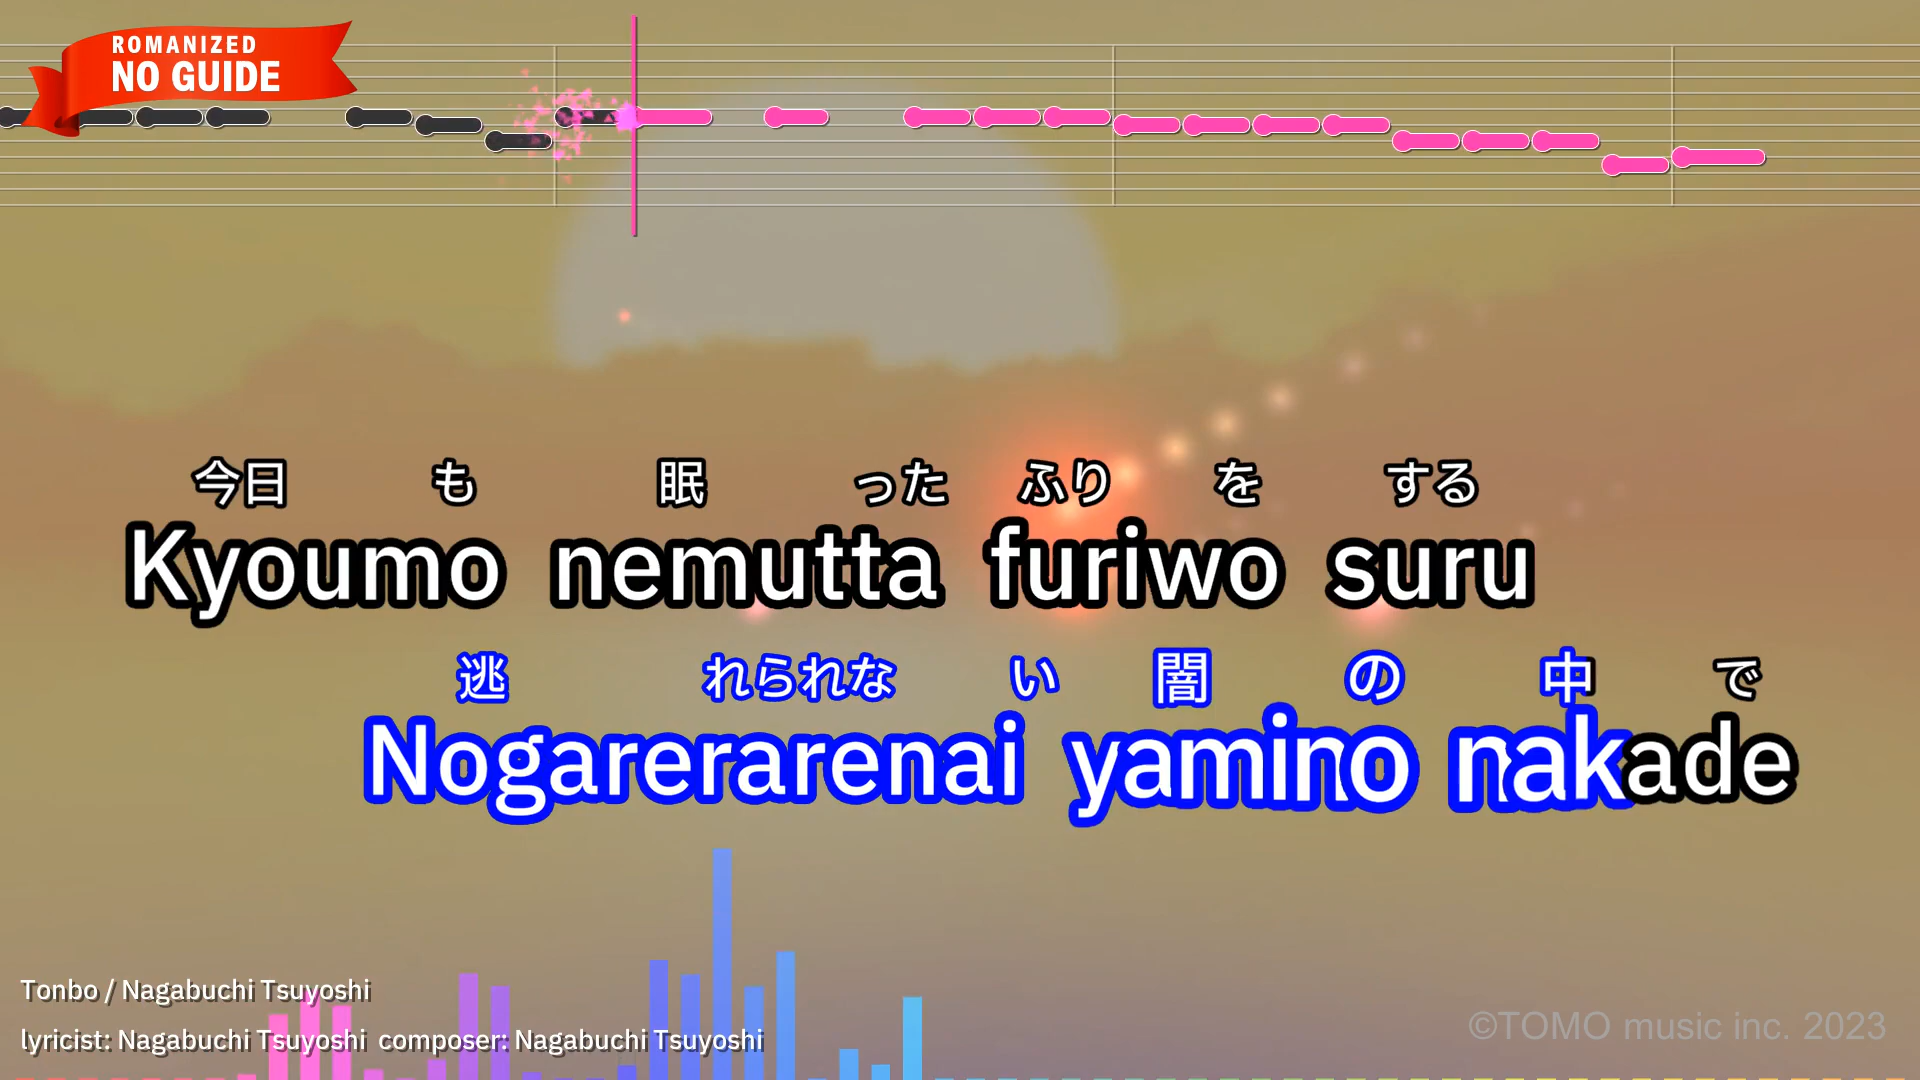 ROMANIZED
NO GUIDE
今日 も 眠 った ふり を する
Kyoumo nemutta furiwo suru
逃 れられな い 闇 の 中 で
Nogarerarenai yamino nakade
Tonbo / Nagabuchi Tsuyoshi
lyricist: Nagabuchi Tsuyoshi composer: Nagabuchi Tsuyoshi
©TOMO music inc. 2023